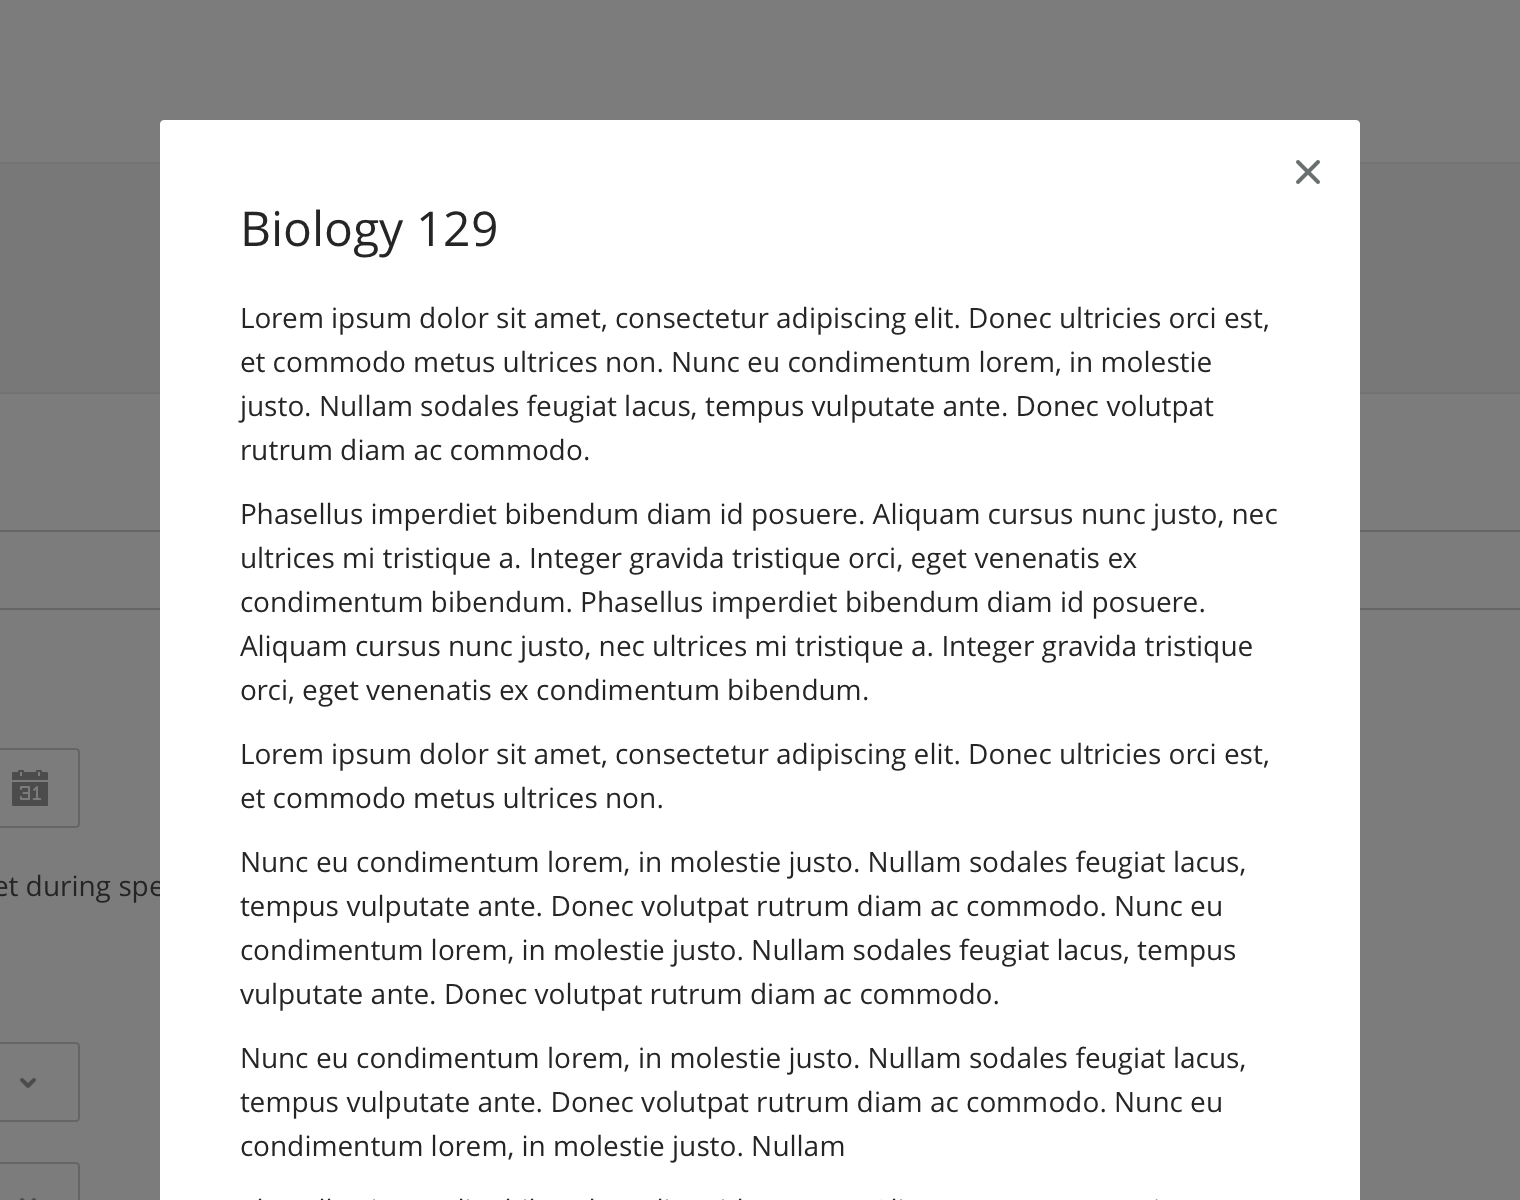 Biology 129
Lorem ipsum dolor sit amet, consectetur adipiscing elit. Donec ultricies orci est,
et commodo metus ultrices non. Nunc eu condimentum lorem, in molestie
justo. Nullam sodales feugiat lacus, tempus vulputate ante. Donec volutpat
rutrum diam ac commodo.
Phasellus imperdiet bibendum diam id posuere. Aliquam cursus nunc justo, nec
ultrices mi tristique a. Integer gravida tristique orci, eget venenatis ex
condimentum bibendum. Phasellus imperdiet bibendum diam id posuere.
Aliquam cursus nunc justo, nec ultrices mi tristique a. Integer gravida tristique
orci, eget venenatis ex condimentum bibendum.
Lorem ipsum dolor sit amet, consectetur adipiscing elit. Donec ultricies orci est,
et commodo metus ultrices non.
31
Nunc eu condimentum lorem, in molestie justo. Nullam sodales feugiat lacus,
et during spe
tempus vulputate ante. Donec volutpat rutrum diam ac commodo. Nunc eu
condimentum lorem, in molestie justo. Nullam sodales feugiat lacus, tempus
vulputate ante. Donec volutpat rutrum diam ac commodo.
Nunc eu condimentum lorem, in molestie justo. Nullam sodales feugiat lacus,
tempus vulputate ante. Donec volutpat rutrum diam ac commodo. Nunc eu
condimentum lorem, in molestie justo. Nullam